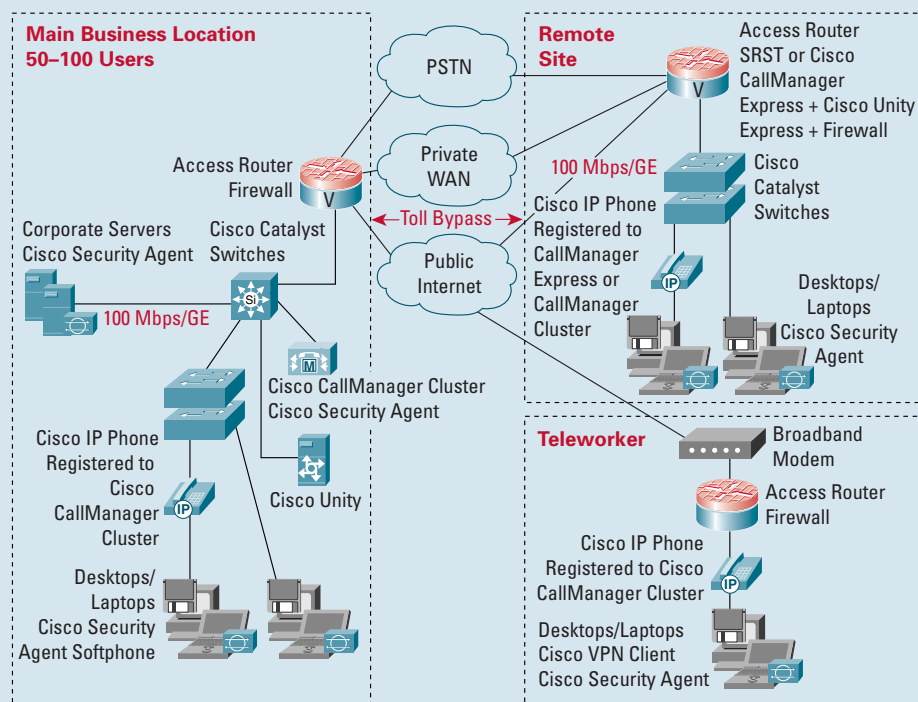 Main Business Location
50–100 Users
PSTN
Private
WAN
Toll Bypass
Public
Internet
Access Router
Firewall
V
Corporate Servers
Cisco Security Agent
Cisco Catalyst
Switches
Si
100 Mbps/GE
M
Cisco CallManager Cluster
Cisco Security Agent
Cisco Unity
Cisco IP Phone
Registered to
Cisco
CallManager
Cluster
IP
Desktops/
Laptops
Cisco Security
Agent Softphone
Remote
Site
V
Access Router
SRST or Cisco
CallManager
Express + Cisco Unity
Express + Firewall
100 Mbps/GE
Cisco
Catalyst
Switches
Cisco IP Phone
Registered to
CallManager
Express or
CallManager
Cluster
IP
Desktops/
Laptops
Cisco Security
Agent
Teleworker
Broadband
Modem
Access Router
Firewall
Cisco IP Phone
Registered to Cisco
CallManager Cluster
IP
Desktops/Laptops
Cisco VPN Client
Cisco Security Agent